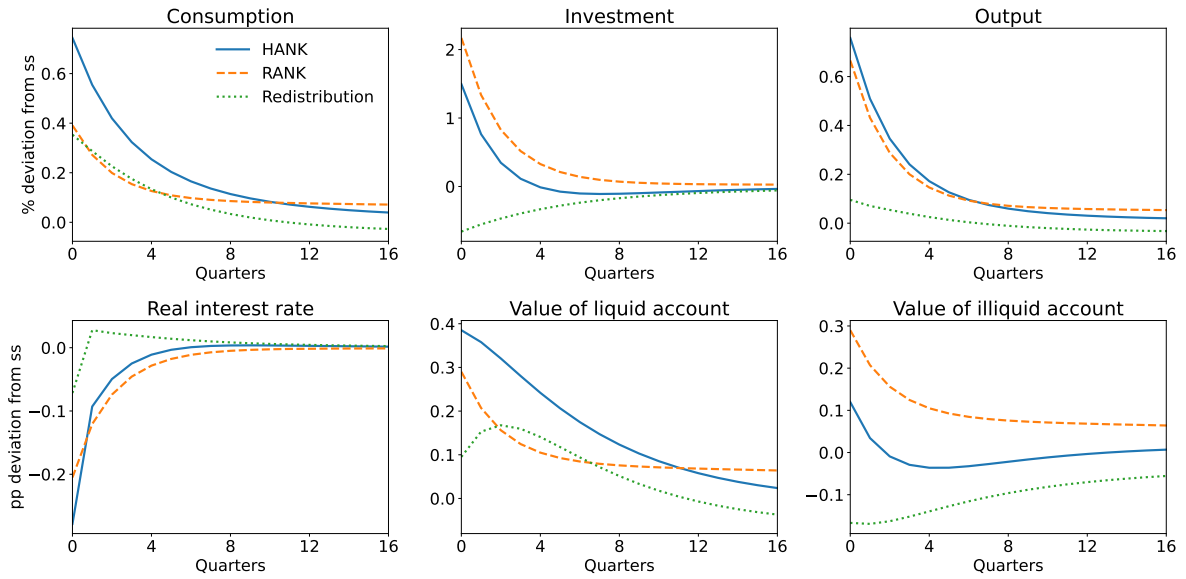 Consumption
Investment
Output
% deviation from ss
0.6
0.4
0.2
0.0
HANK
RANK
Redistribution
0 4 8 12 16
Quarters
2
1
0
0 4 8 12 16
Quarters
0.6
0.4
0.2
0.0
0 4 8 12 16
Quarters
Real interest rate
Value of liquid account
Value of illiquid account
pp deviation from ss
0.0
−0.1
−0.2
0 4 8 12 16
Quarters
0.4
0.3
0.2
0.1
0.0
0 4 8 12 16
Quarters
0.3
0.2
0.1
0.0
−0.1
0 4 8 12 16
Quarters